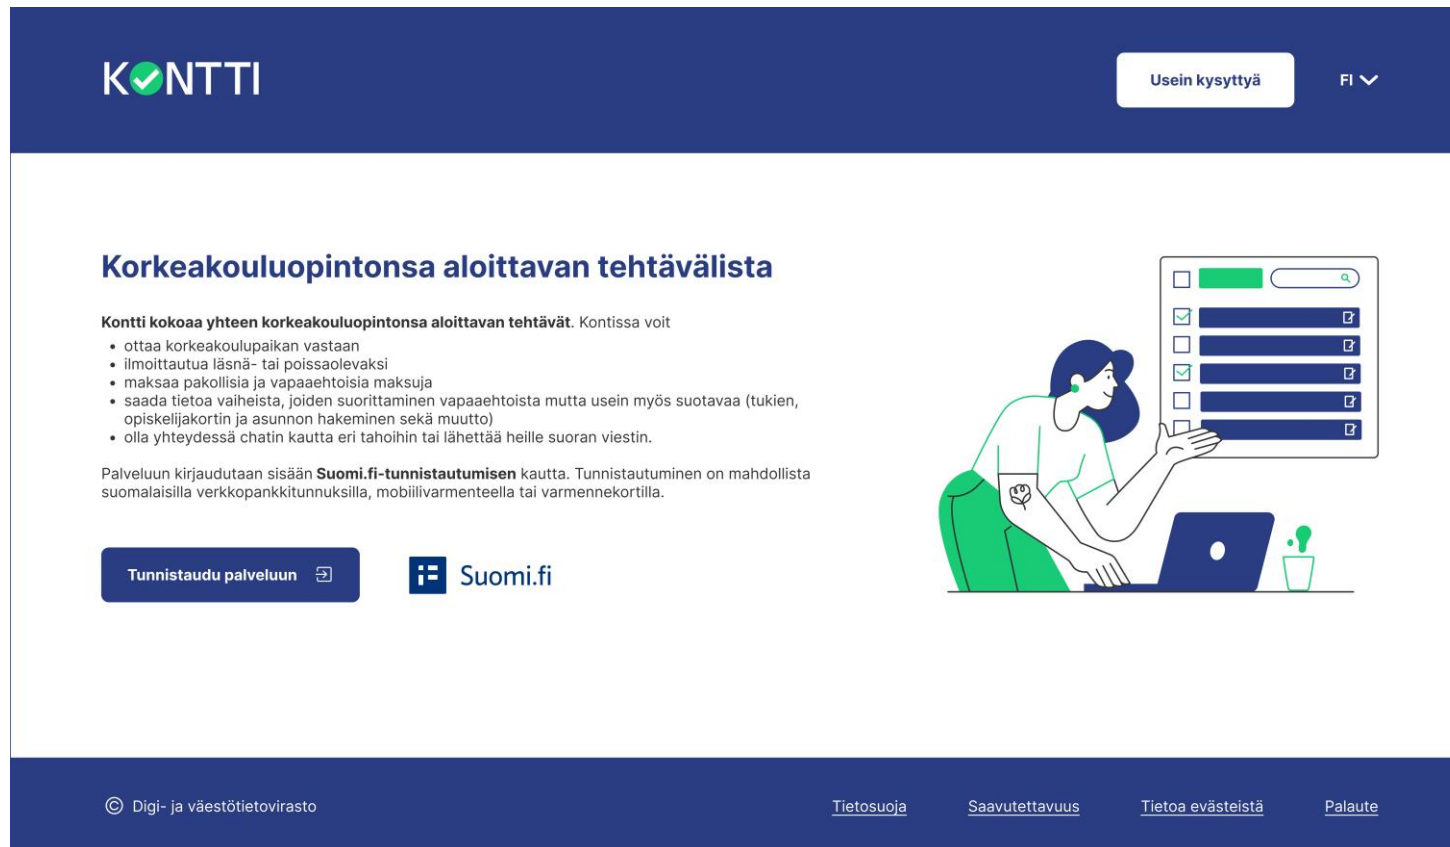 KONTTI
Usein kysyttyä
FI
Korkeakouluopintonsa aloittavan tehtävälista
Kontti kokoaa yhteen korkeakouluopintonsa aloittavan tehtävät. Kontissa voit
• ottaa korkeakoulupaikan vastaan
• ilmoittautua läsnä- tai poissaolevaksi
• maksaa pakollisia ja vapaaehtoisia maksuja
• saada tietoa vaiheista, joiden suorittaminen vapaaehtoista mutta usein myös suotavaa (tukien,
opiskelijakortin ja asunnon hakeminen sekä muutto)
• olla yhteydessä chatin kautta eri tahoihin tai lähettää heille suoran viestin.
Palveluun kirjaudutaan sisään Suomi.fi-tunnistautumisen kautta. Tunnistautuminen on mahdollista
suomalaisilla verkkopankkitunnuksilla, mobiilivarmenteella tai varmennekortilla.
Tunnistaudu palveluun
Suomi.fi
© Digi- ja väestötietovirasto
Tietosuoja
Saavutettavuus
Tietoa evästeistä
Palaute